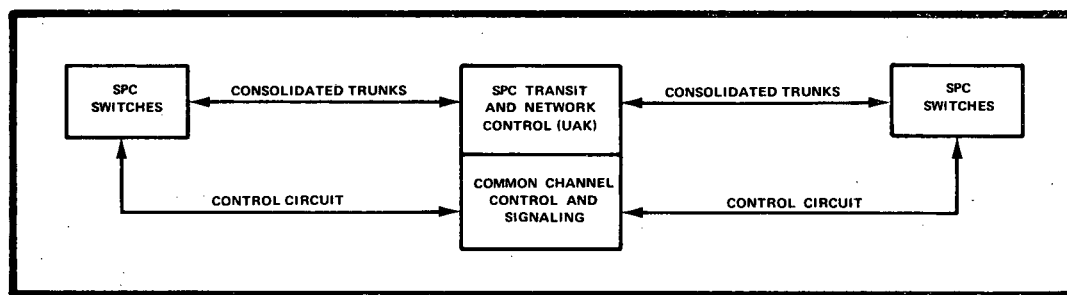 SPC
SWITCHES
CONSOLIDATED TRUNKS
SPC TRANSIT
AND NETWORK
CONTROL (UAK)
CONSOLIDATED TRUNKS
SPC
SWITCHES
CONTROL CIRCUIT
COMMON CHANNEL
CONTROL AND
SIGNALING
CONTROL CIRCUIT